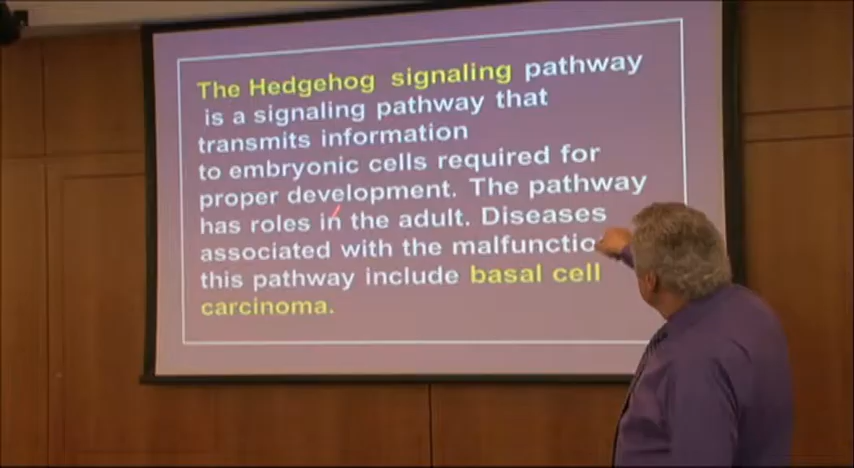 The Hedgehog signaling pathway
is a signaling pathway that
transmits information
to embryonic cells required for
proper development. The pathway
has roles in the adult. Diseases
associated with the malfunctio
this pathway include basal cell
carcinoma.